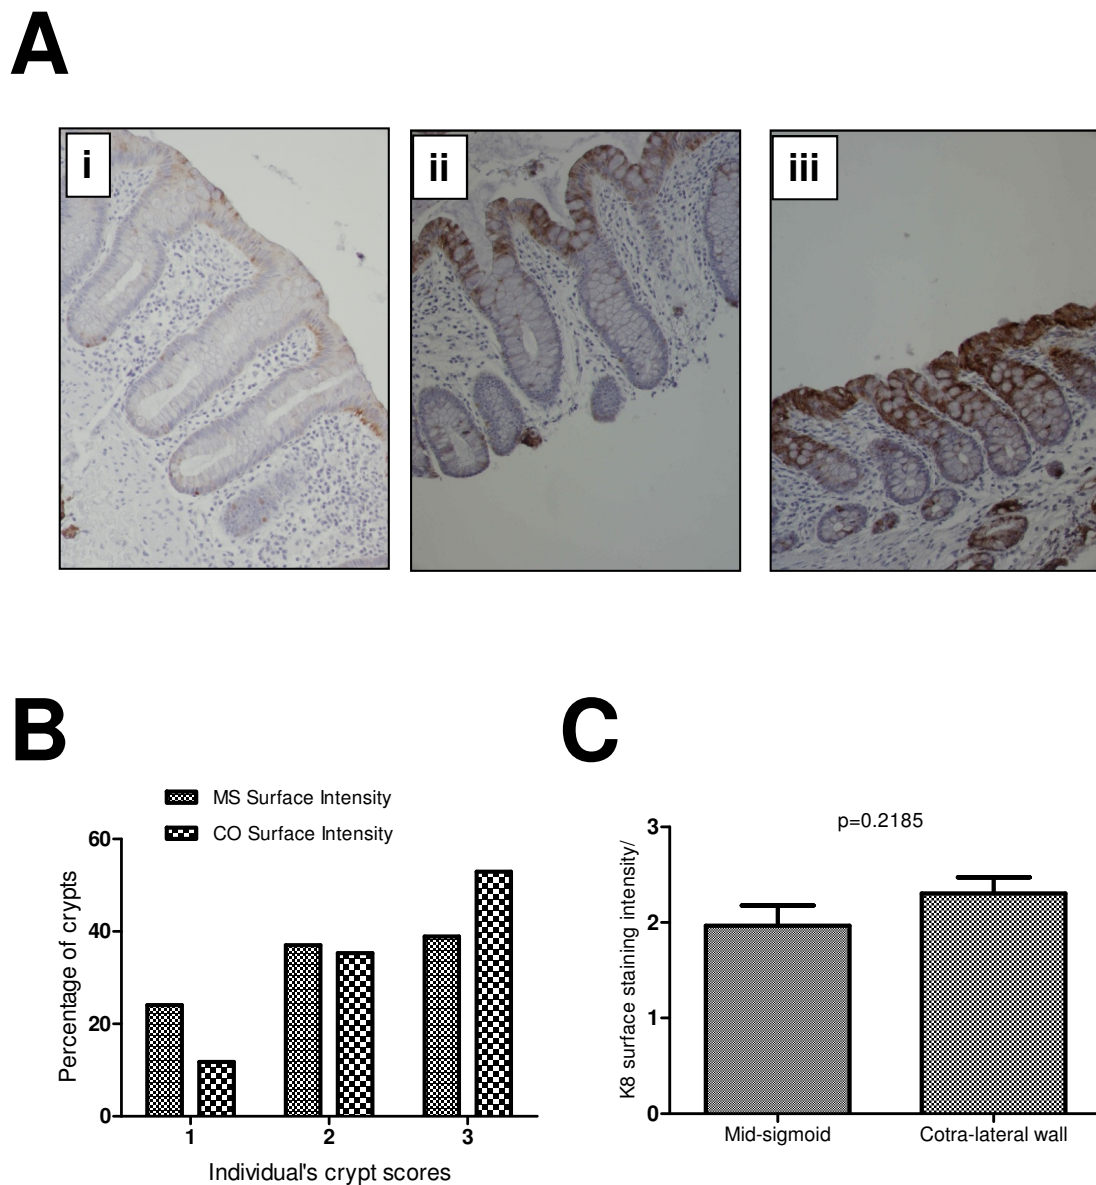 A
i
ii
iii
B
C
MS Surface Intensity
CO Surface Intensity
60
40
20
0
Percentage of crypts
1
2
3
Individual's crypt scores
p=0.2185
3
2
1
0
K8 surface staining intensity/
Mid-sigmoid
Cotra-lateral wall